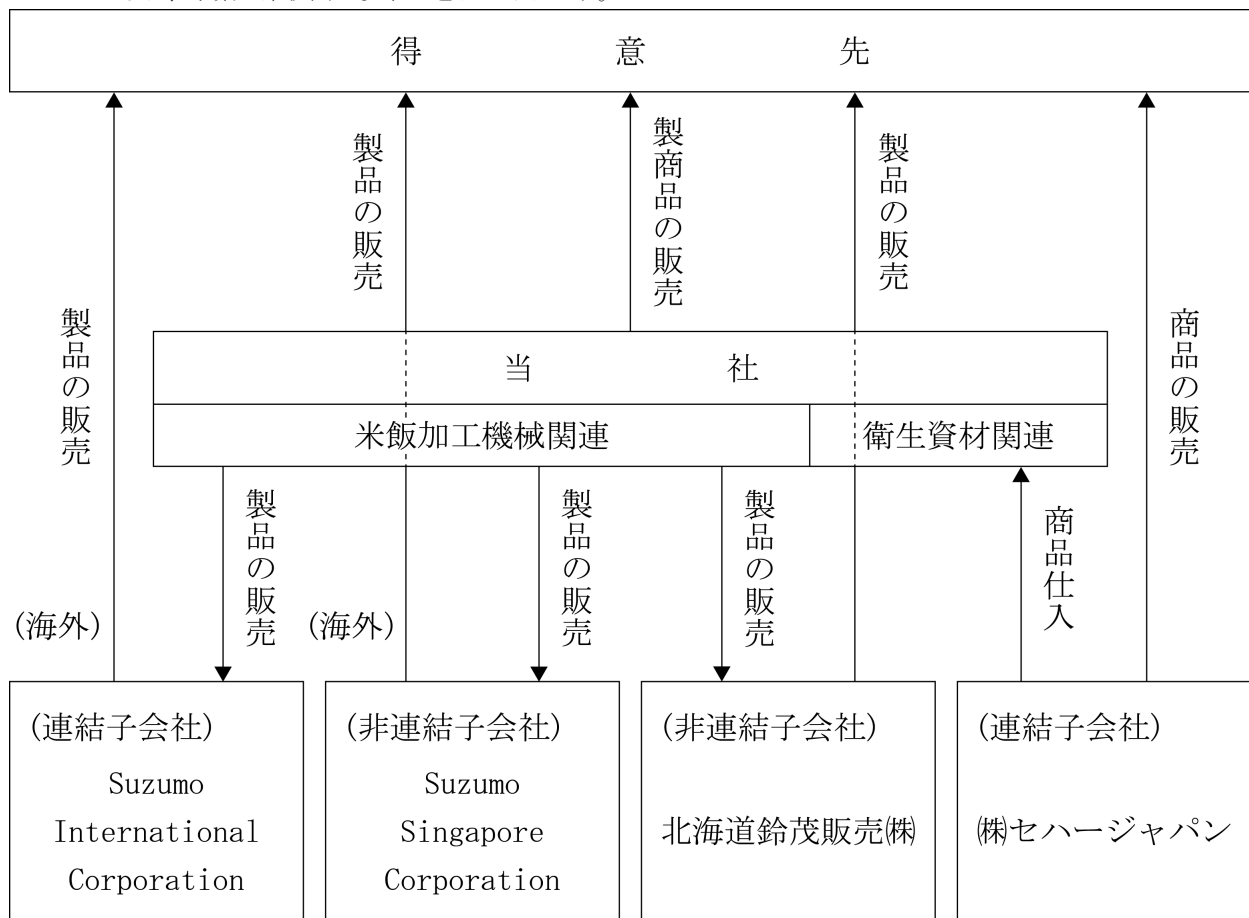 得意先
製品の販売
製商品の販売
製品の販売
製品の販売
商品の販売
当社
米飯加工機械関連
衛生資材関連
製品の販売
製品の販売
製品の販売
商品仕入
(海外)
(海外)
(連結子会社)
Suzumo
International
Corporation
(非連結子会社)
Suzumo
Singapore
Corporation
(非連結子会社)
北海道鈴茂販売㈱
(連結子会社)
㈱セハージャパン